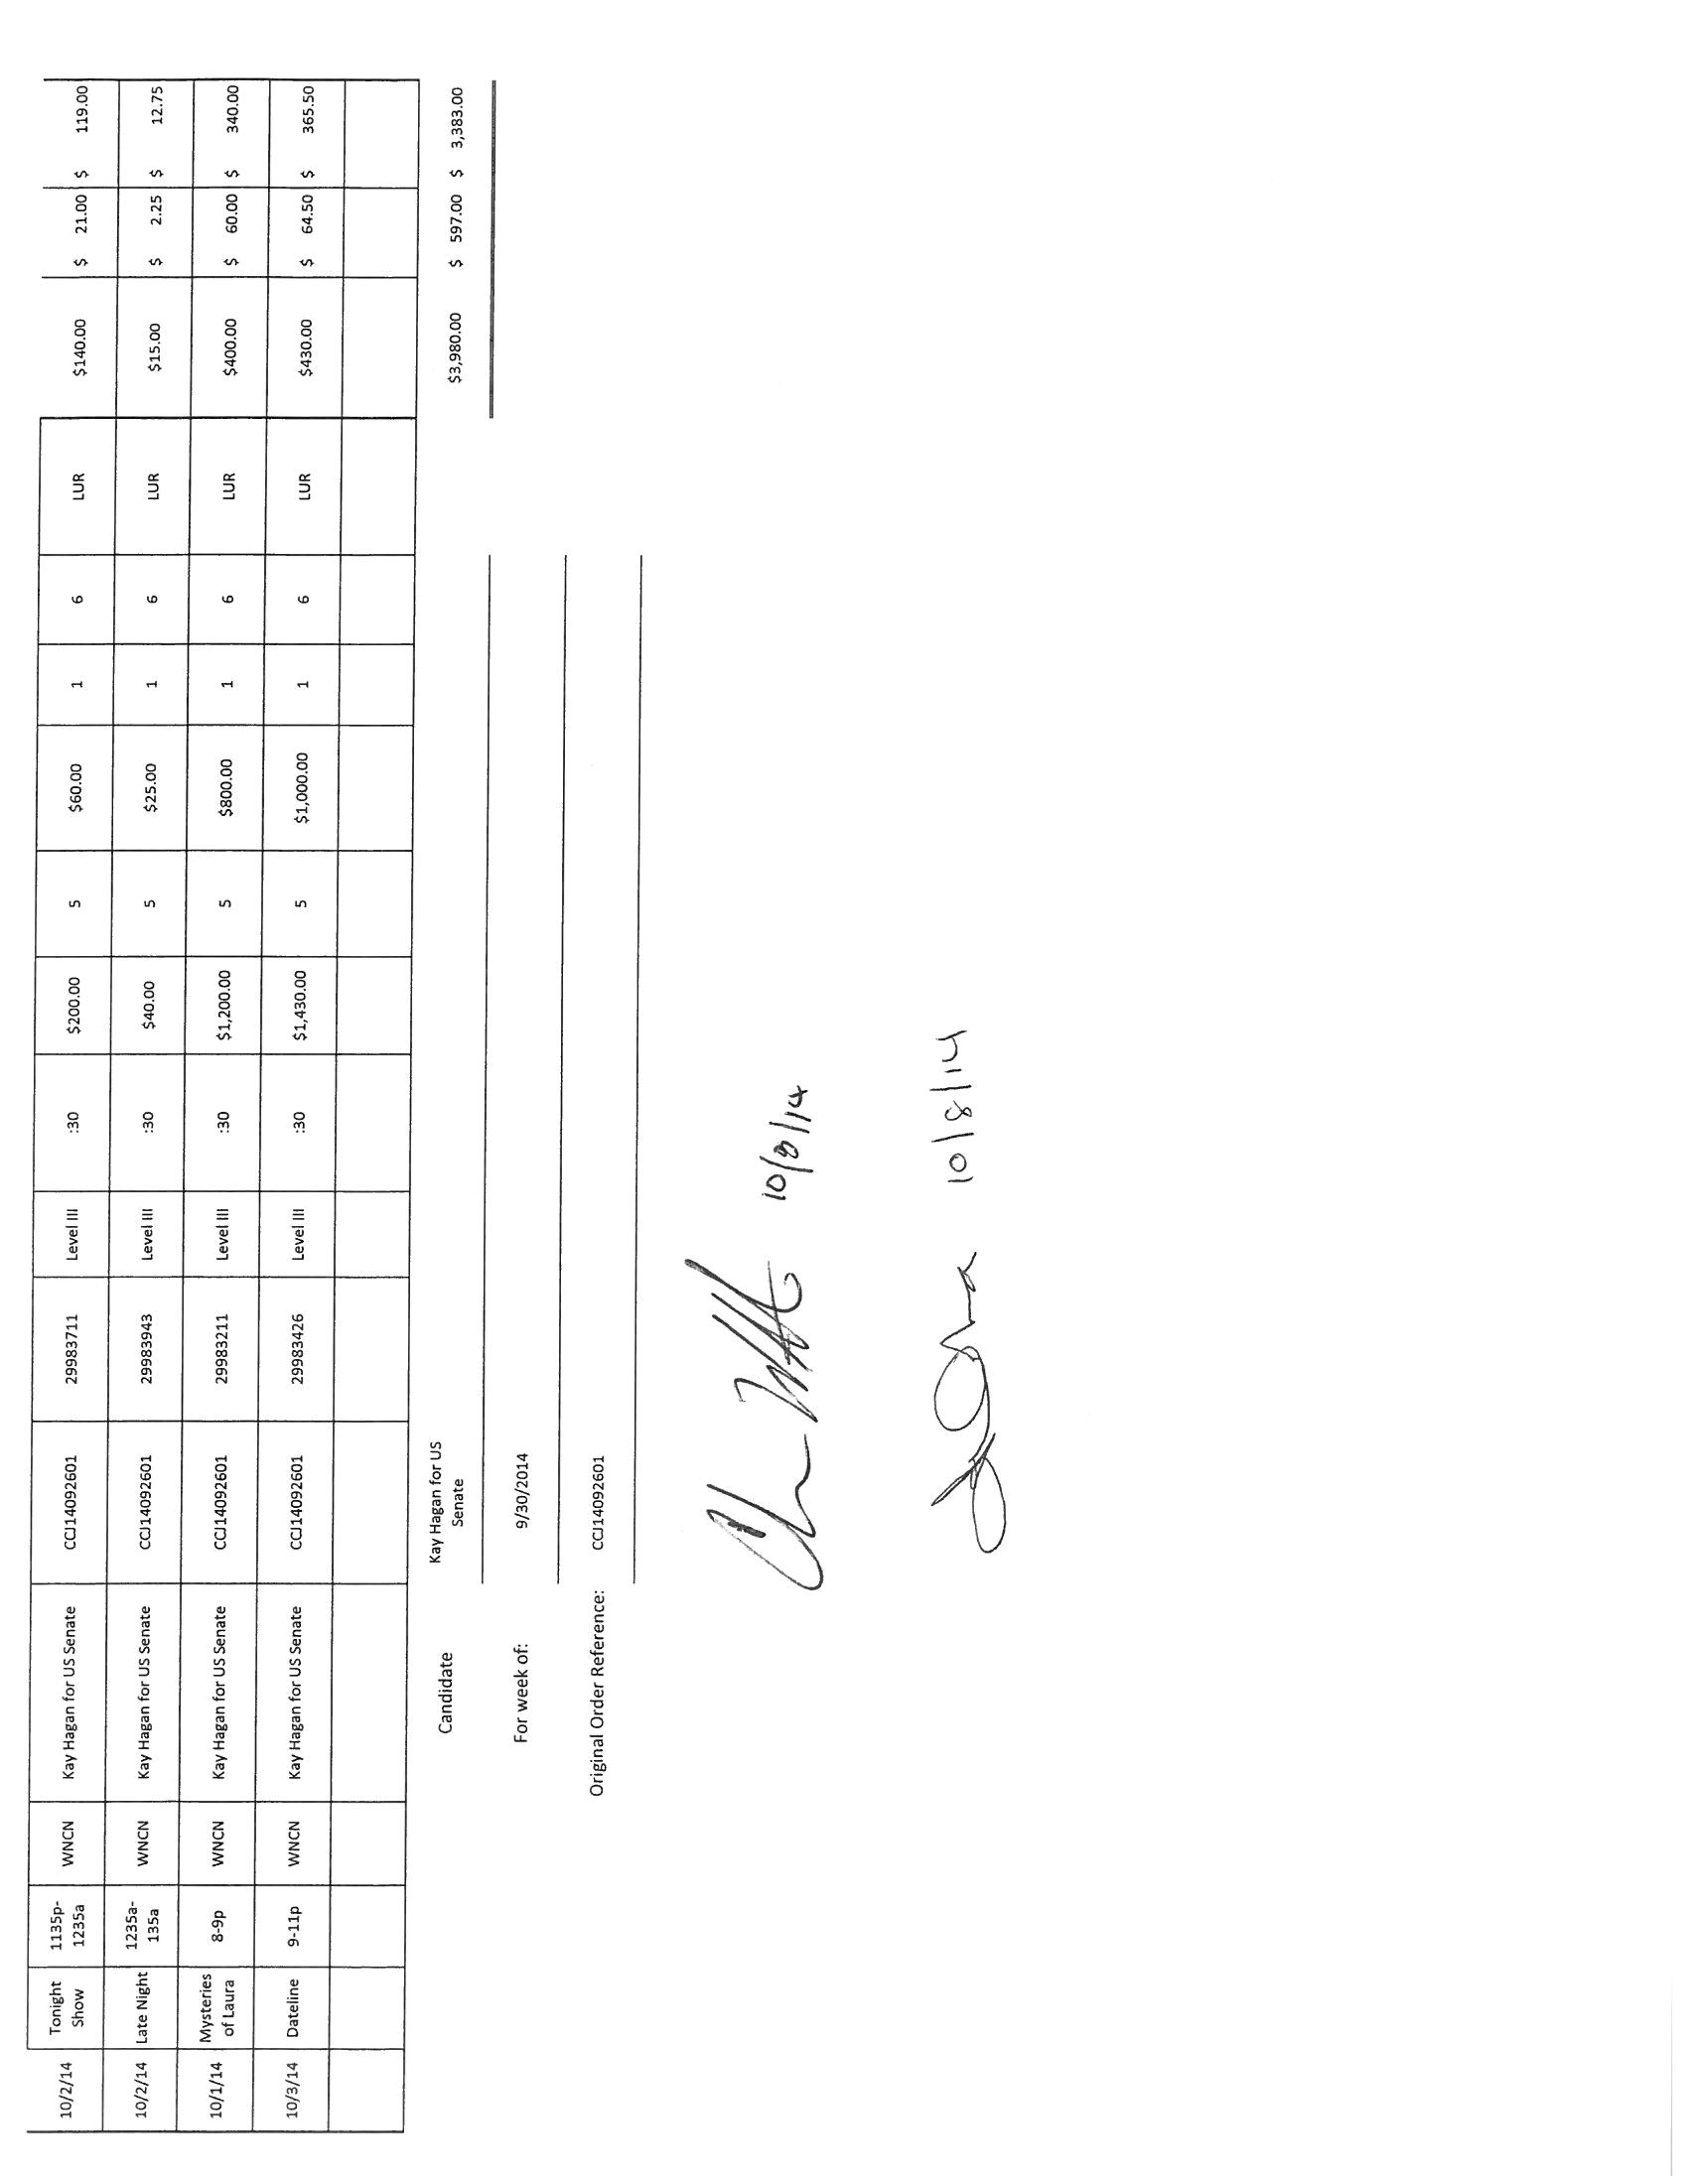 10/2/14 Tonight Show 1135p-1235a WNCN Kay Hagan for US Senate CCJ14092601 29983711 Level III :30 $200.00 5 $60.00 1 6 LUR $140.00 $ 21.00 $ 119.00
10/2/14 Late Night 1235a-135a WNCN Kay Hagan for US Senate CCJ14092601 29983943 Level III :30 $40.00 5 $25.00 1 6 LUR $15.00 $ 2.25 $ 12.75
10/1/14 Mysteries of Laura 8-9p WNCN Kay Hagan for US Senate CCJ14092601 29983211 Level III :30 $1,200.00 5 $800.00 1 6 LUR $400.00 $ 60.00 $ 340.00
10/3/14 Dateline 9-11p WNCN Kay Hagan for US Senate CCJ14092601 29983426 Level III :30 $1,430.00 5 $1,000.00 1 6 LUR $430.00 $ 64.50 $ 365.50
Candidate Kay Hagan for US Senate $3,980.00 $ 597.00 $ 3,383.00
For week of: 9/30/2014
Original Order Reference: CCJ14092601
10/8/14
10/8/14